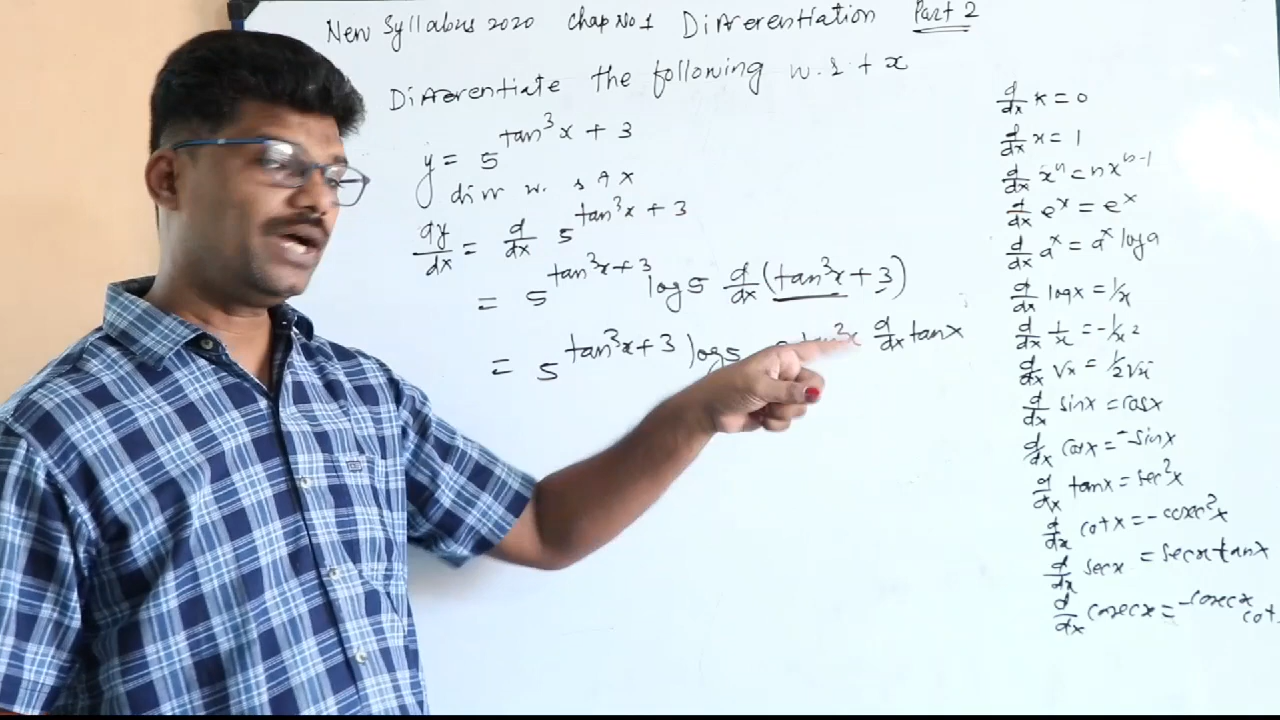 New Syllabus 2020 Chap No 1 Differentiation Part 2
Differentiate the following w.r.t x
y = 5^(tan³x + 3)
diff w.r.t x
dy/dx = d/dx 5^(tan³x + 3)
= 5^(tan³x + 3) log5 d/dx (tan³x + 3)
= 5^(tan³x + 3) log5 tan²x d/dx tanx
d/dx k = 0
d/dx x = 1
d/dx xⁿ = nxⁿ⁻¹
d/dx eˣ = eˣ
d/dx aˣ = aˣ log a
d/dx logx = 1/x
d/dx 1/x = -1/x²
d/dx √x = 1/2√x
d/dx sinx = cosx
d/dx cosx = -sinx
d/dx tanx = sec²x
d/dx cotx = -cosec²x
d/dx secx = secxtanx
d/dx cosecx = -cosecx cot